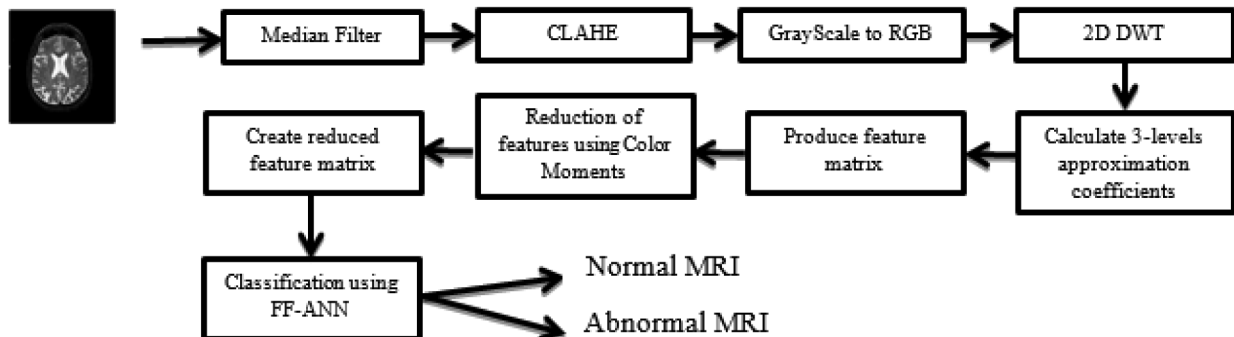 Median Filter
CLAHE
GrayScale to RGB
2D DWT
Calculate 3-levels
approximation
coefficients
Produce feature
matrix
Reduction of
features using Color
Moments
Create reduced
feature matrix
Classification using
FF-ANN
Normal MRI
Abnormal MRI